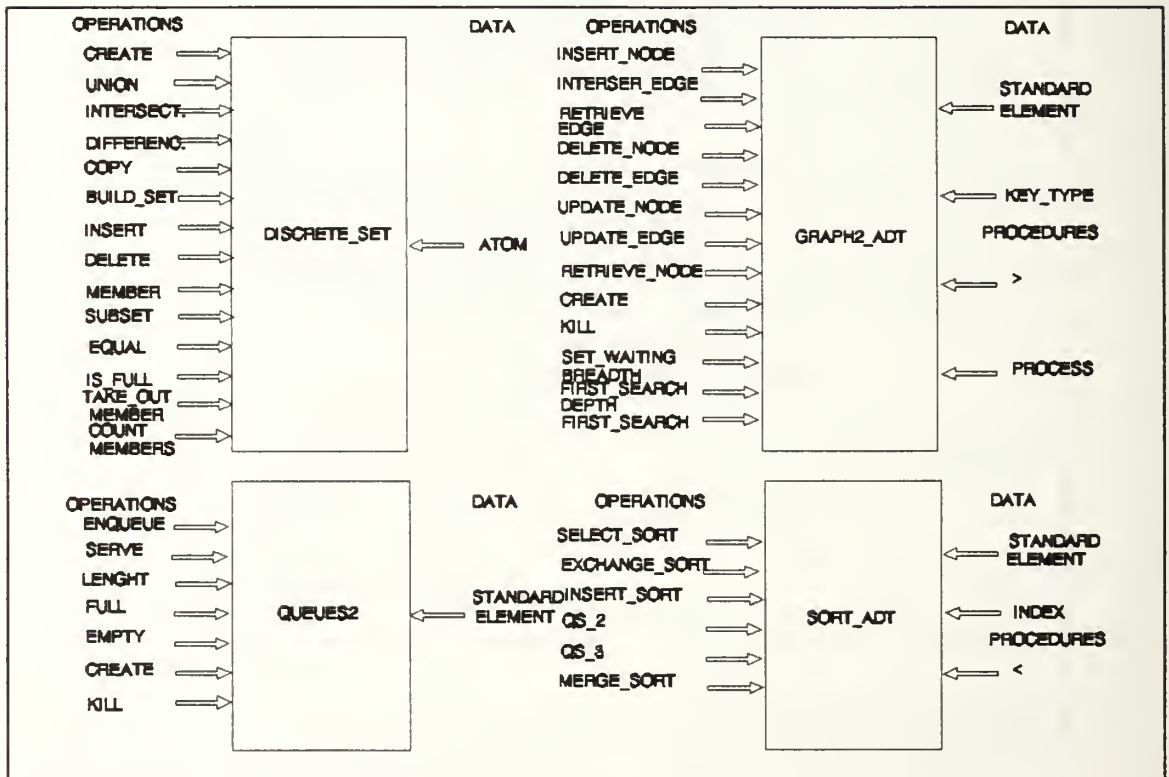 OPERATIONS
CREATE
UNION
INTERSECT.
DIFFERENC.
COPY
BUILD_SET
INSERT
DELETE
MEMBER
SUBSET
EQUAL
IS_FULL
TAKE_OUT
MEMBER
COUNT
MEMBERS
DISCRETE_SET
DATA
ATOM
OPERATIONS
INSERT_NODE
INTERSER_EDGE
RETRIEVE
EDGE
DELETE_NODE
DELETE_EDGE
UPDATE_NODE
UPDATE_EDGE
RETRIEVE_NODE
CREATE
KILL
SET_WAITING
BREADTH
FIRST_SEARCH
DEPTH
FIRST_SEARCH
GRAPH2_ADT
DATA
STANDARD
ELEMENT
KEY_TYPE
PROCEDURES
>
PROCESS
OPERATIONS
ENQUEUE
SERVE
LENGHT
FULL
EMPTY
CREATE
KILL
QUEUES2
DATA
STANDARD
ELEMENT
OPERATIONS
SELECT_SORT
EXCHANGE_SORT
INSERT_SORT
QS_2
QS_3
MERGE_SORT
SORT_ADT
DATA
STANDARD
ELEMENT
INDEX
PROCEDURES
<